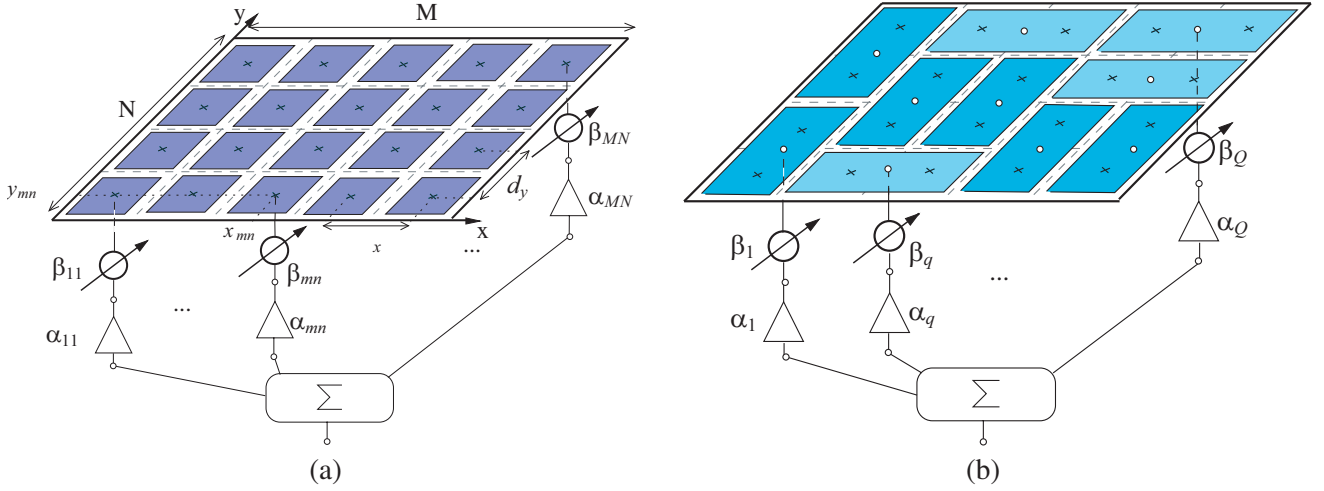 y
M
N
y_mn
d_y
x_mn
x
x
...
β_11
β_mn
β_MN
...
α_11
α_mn
α_MN
Σ
(a)
β_1
β_q
β_Q
...
α_1
α_q
α_Q
Σ
(b)